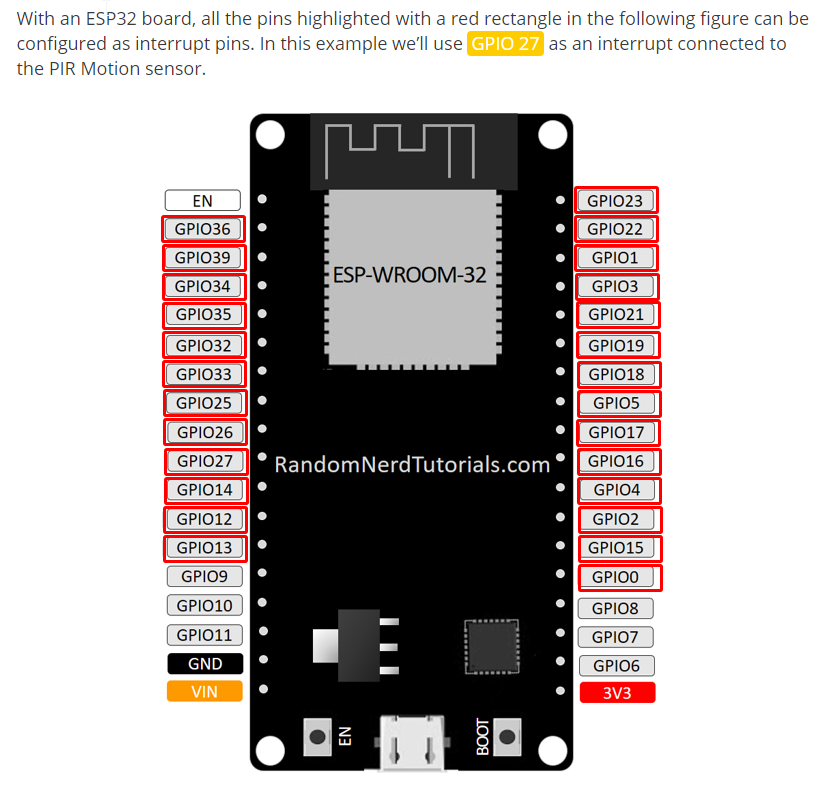 With an ESP32 board, all the pins highlighted with a red rectangle in the following figure can be
configured as interrupt pins. In this example we’ll use GPIO 27 as an interrupt connected to
the PIR Motion sensor.
EN
GPIO36
GPIO39
GPIO34
GPIO35
GPIO32
GPIO33
GPIO25
GPIO26
GPIO27
GPIO14
GPIO12
GPIO13
GPIO9
GPIO10
GPIO11
GND
VIN
ESP-WROOM-32
RandomNerdTutorials.com
EN
BOOT
GPIO23
GPIO22
GPIO1
GPIO3
GPIO21
GPIO19
GPIO18
GPIO5
GPIO17
GPIO16
GPIO4
GPIO2
GPIO15
GPIO0
GPIO8
GPIO7
GPIO6
3V3